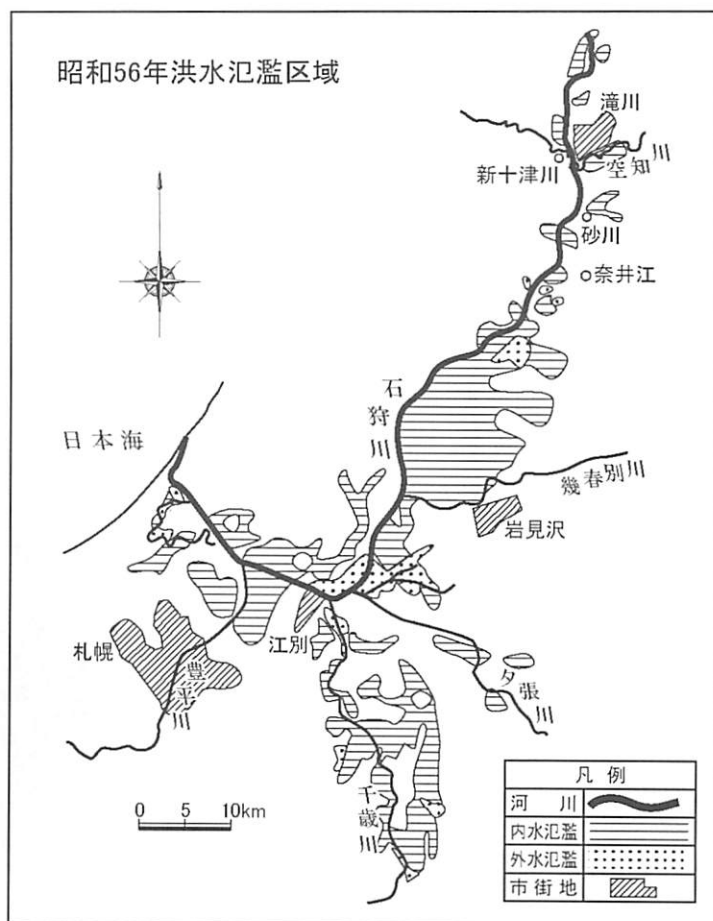 昭和56年洪水氾濫区域
滝川
空知川
新十津川
砂川
奈井江
石狩川
日本海
幾春別川
岩見沢
江別
札幌
豊平川
夕張川
千歳川
0 5 10km
凡例
河川
内水氾濫
外水氾濫
市街地